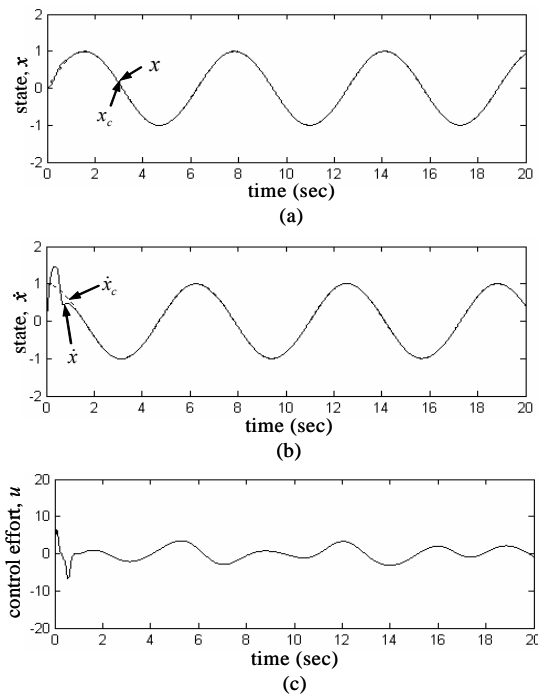 2
1
0
-1
-2
state, x
x
x_c
0 2 4 6 8 10 12 14 16 18 20
time (sec)
(a)
2
1
0
-1
-2
state, ẋ
ẋ_c
ẋ
0 2 4 6 8 10 12 14 16 18 20
time (sec)
(b)
20
10
0
-10
-20
control effort, u
0 2 4 6 8 10 12 14 16 18 20
time (sec)
(c)